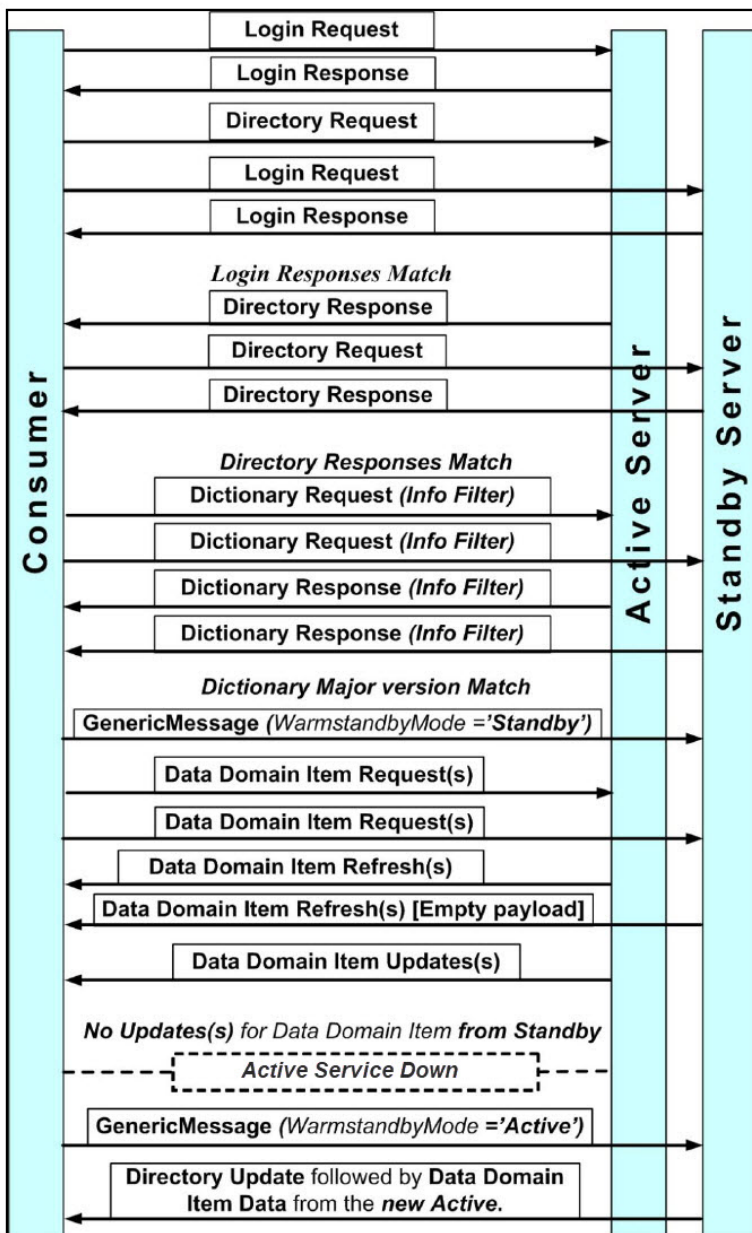 Login Request
Login Response
Directory Request
Login Request
Login Response
Login Responses Match
Directory Response
Directory Request
Directory Response
Directory Responses Match
Dictionary Request (Info Filter)
Dictionary Request (Info Filter)
Dictionary Response (Info Filter)
Dictionary Response (Info Filter)
Dictionary Major version Match
GenericMessage (WarmstandbyMode ='Standby')
Data Domain Item Request(s)
Data Domain Item Request(s)
Data Domain Item Refresh(s)
Data Domain Item Refresh(s) [Empty payload]
Data Domain Item Updates(s)
No Updates(s) for Data Domain Item from Standby
Active Service Down
GenericMessage (WarmstandbyMode ='Active')
Directory Update followed by Data Domain
Item Data from the new Active.
Consumer
Active Server
Standby Server